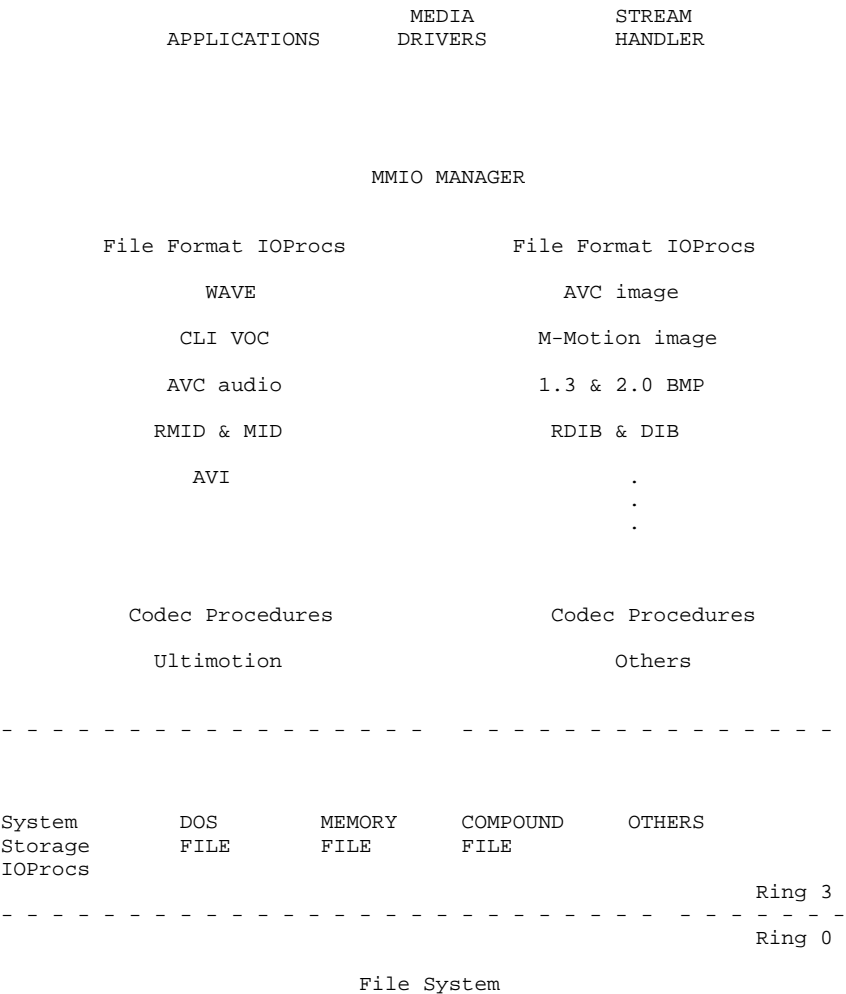 MEDIA STREAM
APPLICATIONS DRIVERS HANDLER
MMIO MANAGER
File Format IOProcs File Format IOProcs
WAVE AVC image
CLI VOC M-Motion image
AVC audio 1.3 & 2.0 BMP
RMID & MID RDIB & DIB
AVI .
.
.
Codec Procedures Codec Procedures
Ultimotion Others
- - - - - - - - - - - - - - - - - - - - - - - - - - - - - - - -
System DOS MEMORY COMPOUND OTHERS
Storage FILE FILE FILE
IOProcs
Ring 3
- - - - - - - - - - - - - - - - - - - - - - - - - - - - - - - - -
Ring 0
File System